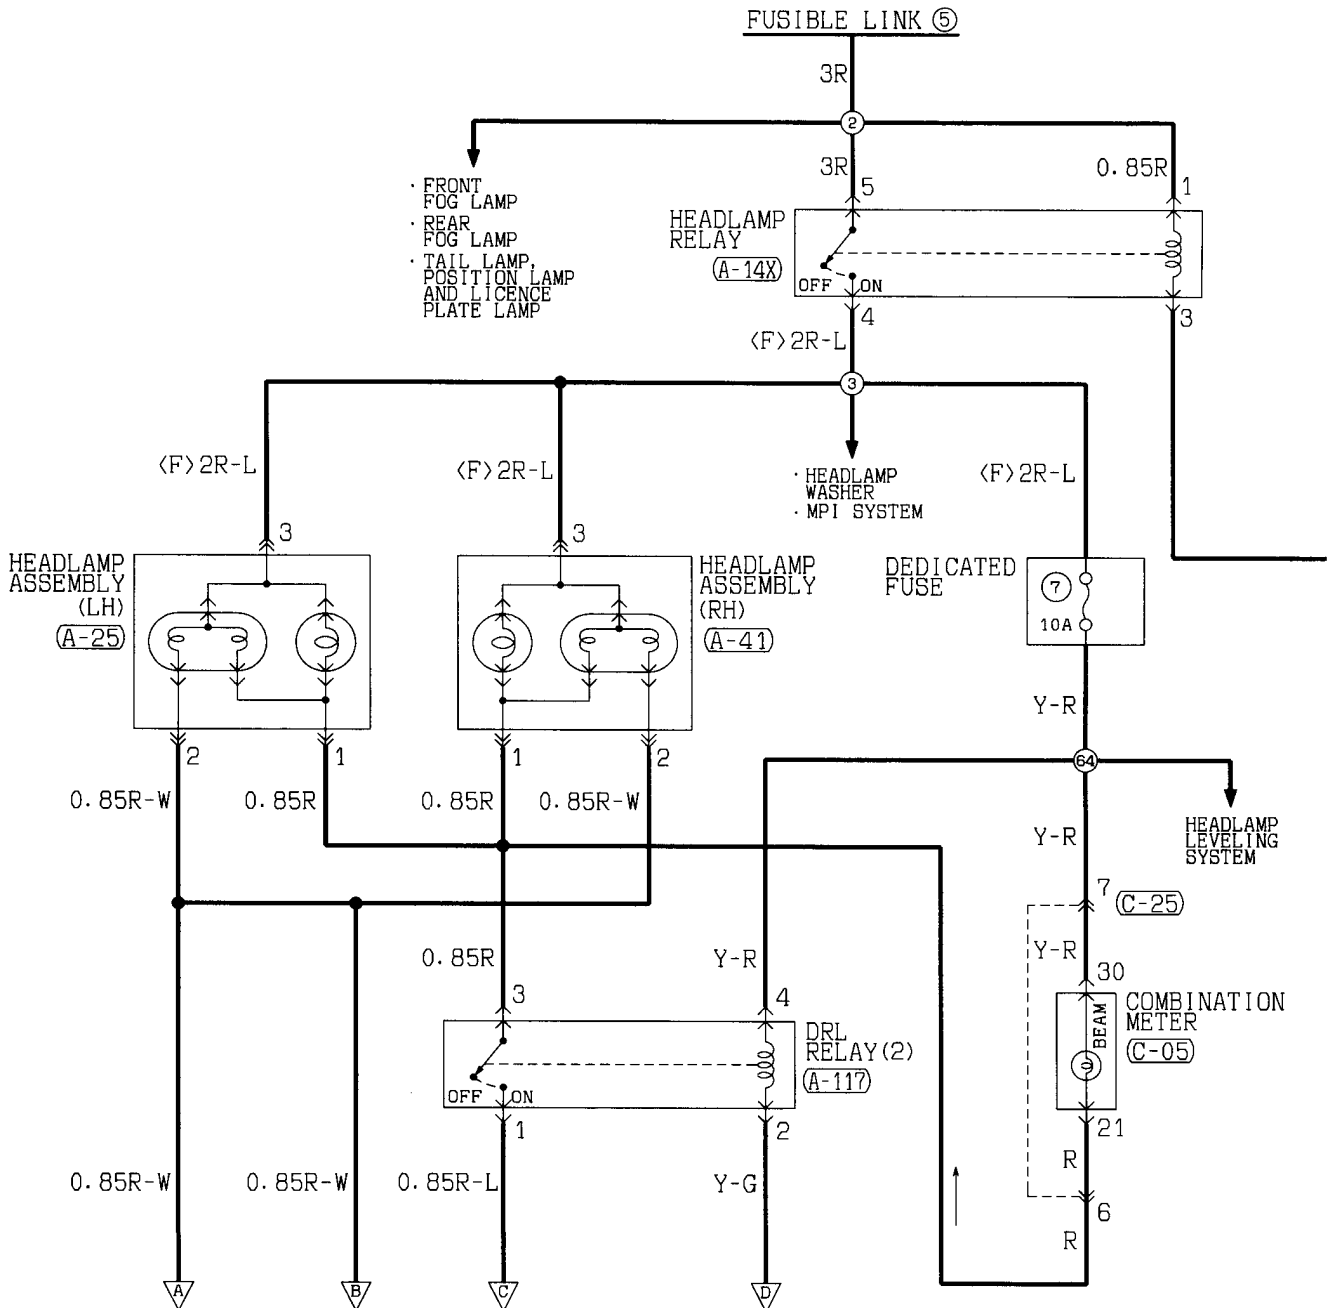 FUSIBLE LINK ⑤
3R
2
3R
5
0.85R
1
· FRONT
FOG LAMP
· REAR
FOG LAMP
· TAIL LAMP,
POSITION LAMP
AND LICENCE
PLATE LAMP
HEADLAMP
RELAY
A-14X
OFF
ON
4
3
<F>2R-L
3
<F>2R-L
<F>2R-L
· HEADLAMP
WASHER
· MPI SYSTEM
<F>2R-L
3
3
HEADLAMP
ASSEMBLY
(LH)
A-25
HEADLAMP
ASSEMBLY
(RH)
A-41
DEDICATED
FUSE
7
10A
Y-R
2
1
1
2
64
0.85R-W
0.85R
0.85R
0.85R-W
HEADLAMP
LEVELING
SYSTEM
Y-R
7
C-25
0.85R
Y-R
Y-R
30
3
4
BEAM
COMBINATION
METER
C-05
DRL
RELAY(2)
A-117
OFF
ON
1
2
21
0.85R-W
0.85R-W
0.85R-L
Y-G
R
6
R
A
B
C
D